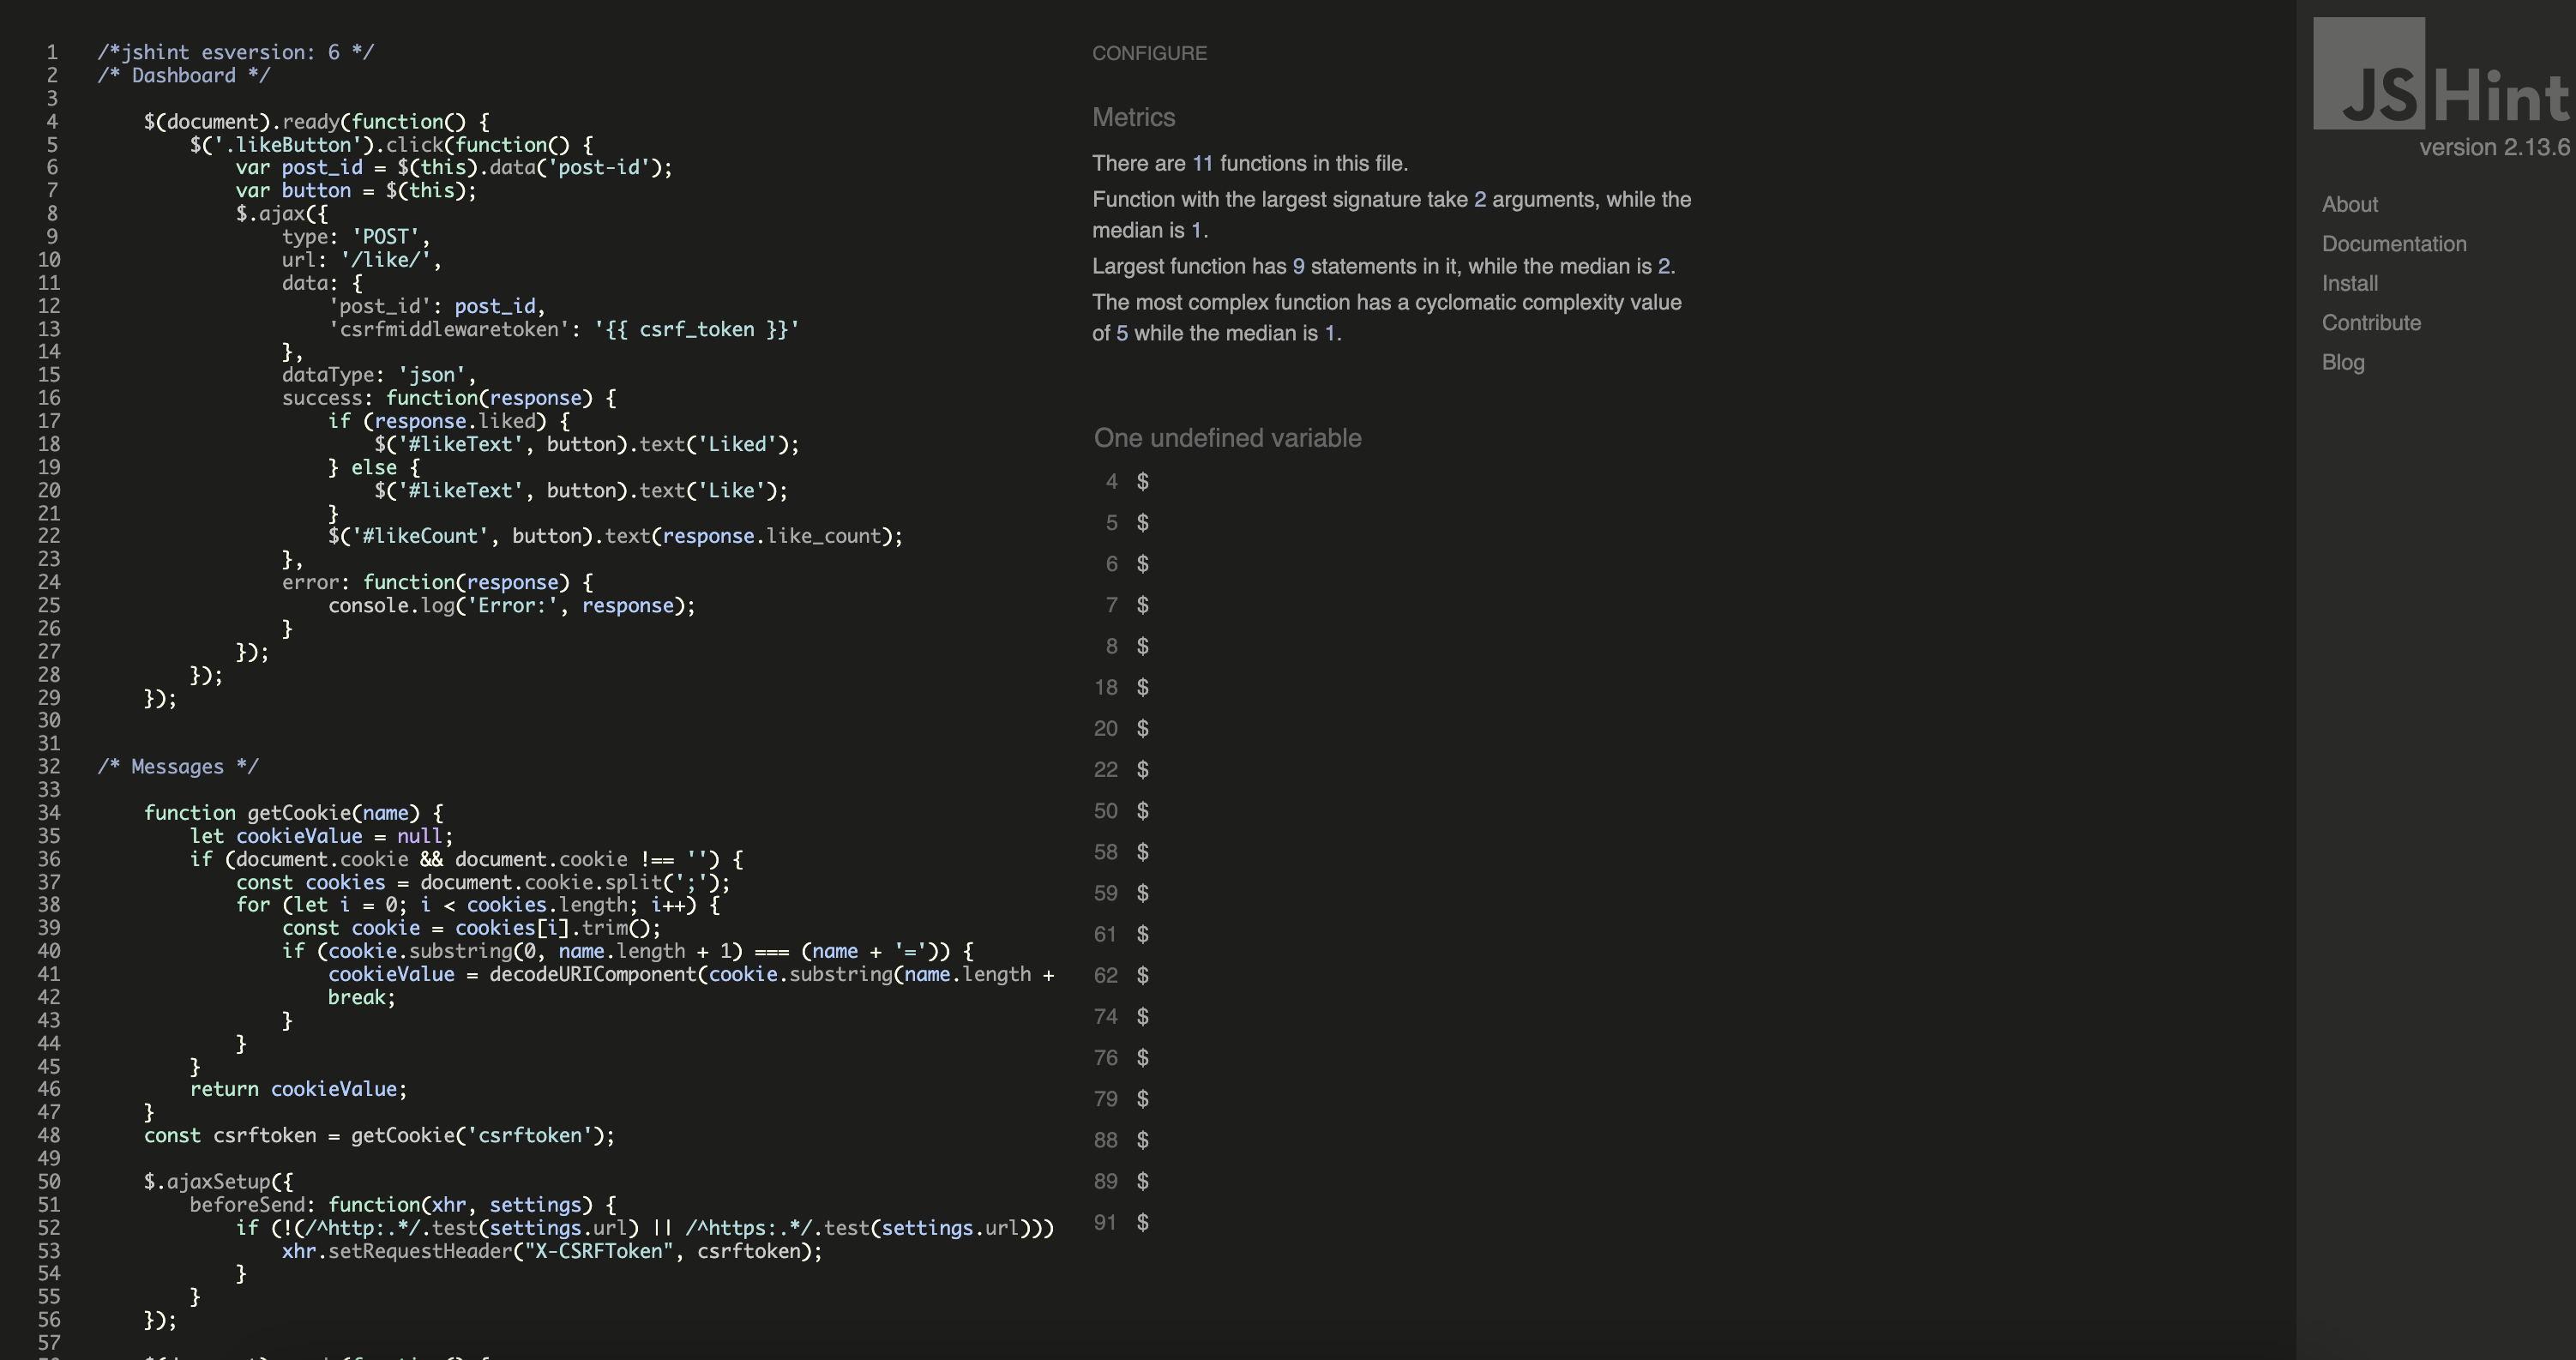 1 /*jshint esversion: 6 */
2 /* Dashboard */
3
4 $(document).ready(function() {
5 $('.likeButton').click(function() {
6 var post_id = $(this).data('post-id');
7 var button = $(this);
8 $.ajax({
9 type: 'POST',
10 url: '/like/',
11 data: {
12 'post_id': post_id,
13 'csrfmiddlewaretoken': '{{ csrf_token }}'
14 },
15 dataType: 'json',
16 success: function(response) {
17 if (response.liked) {
18 $('#likeText', button).text('Liked');
19 } else {
20 $('#likeText', button).text('Like');
21 }
22 $('#likeCount', button).text(response.like_count);
23 },
24 error: function(response) {
25 console.log('Error:', response);
26 }
27 });
28 });
29 });
30
31
32 /* Messages */
33
34 function getCookie(name) {
35 let cookieValue = null;
36 if (document.cookie && document.cookie !== '') {
37 const cookies = document.cookie.split(';');
38 for (let i = 0; i < cookies.length; i++) {
39 const cookie = cookies[i].trim();
40 if (cookie.substring(0, name.length + 1) === (name + '=')) {
41 cookieValue = decodeURIComponent(cookie.substring(name.length +
42 break;
43 }
44 }
45 }
46 return cookieValue;
47 }
48 const csrftoken = getCookie('csrftoken');
49
50 $.ajaxSetup({
51 beforeSend: function(xhr, settings) {
52 if (!(/^http:.*/.test(settings.url) || /^https:.*/.test(settings.url)))
53 xhr.setRequestHeader("X-CSRFToken", csrftoken);
54 }
55 }
56 });
57
CONFIGURE
Metrics
There are 11 functions in this file.
Function with the largest signature take 2 arguments, while the
median is 1.
Largest function has 9 statements in it, while the median is 2.
The most complex function has a cyclomatic complexity value
of 5 while the median is 1.
One undefined variable
4 $
5 $
6 $
7 $
8 $
18 $
20 $
22 $
50 $
58 $
59 $
61 $
62 $
74 $
76 $
79 $
88 $
89 $
91 $
JSHint
version 2.13.6
About
Documentation
Install
Contribute
Blog